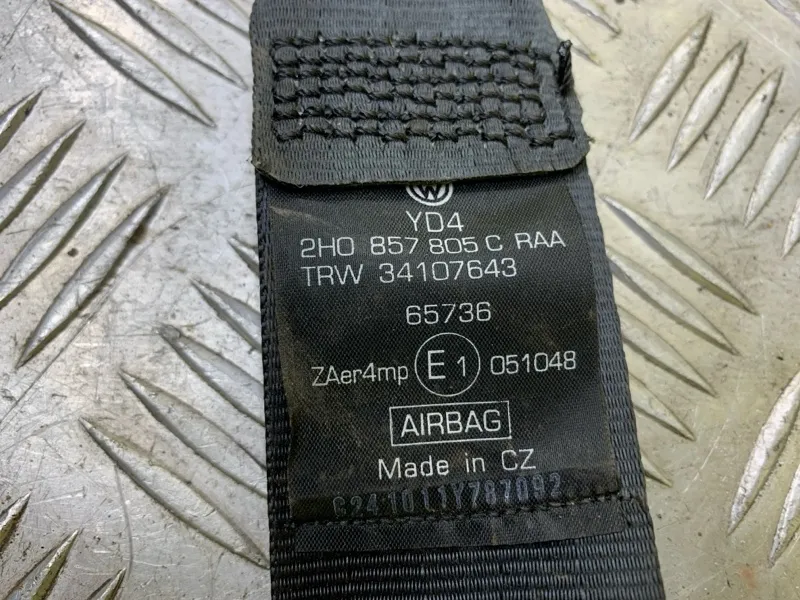 YD4
2H0 857 805 C RAA
TRW 34107643
65736
ZAer4mp E1 051048
AIRBAG
Made in CZ